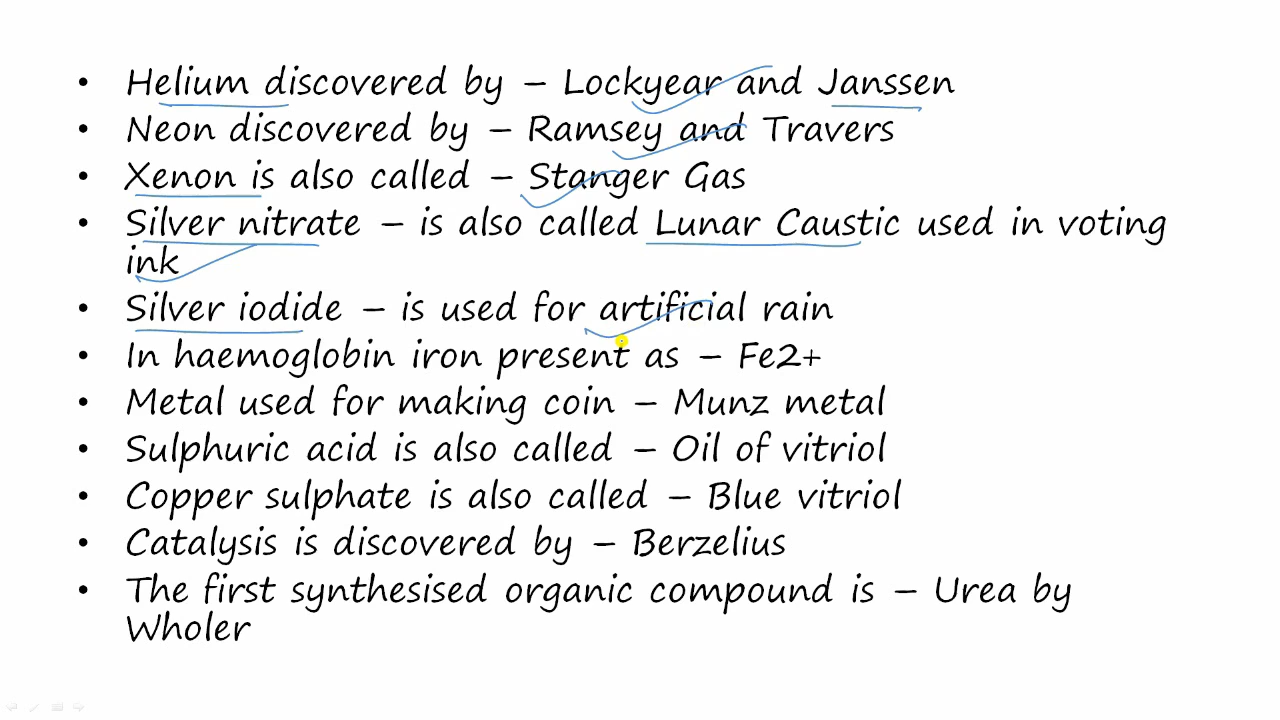 • Helium discovered by – Lockyear and Janssen
• Neon discovered by – Ramsey and Travers
• Xenon is also called – Stanger Gas
• Silver nitrate – is also called Lunar Caustic used in voting
ink
• Silver iodide – is used for artificial rain
• In haemoglobin iron present as – Fe2+
• Metal used for making coin – Munz metal
• Sulphuric acid is also called – Oil of vitriol
• Copper sulphate is also called – Blue vitriol
• Catalysis is discovered by – Berzelius
• The first synthesised organic compound is – Urea by
Wholer